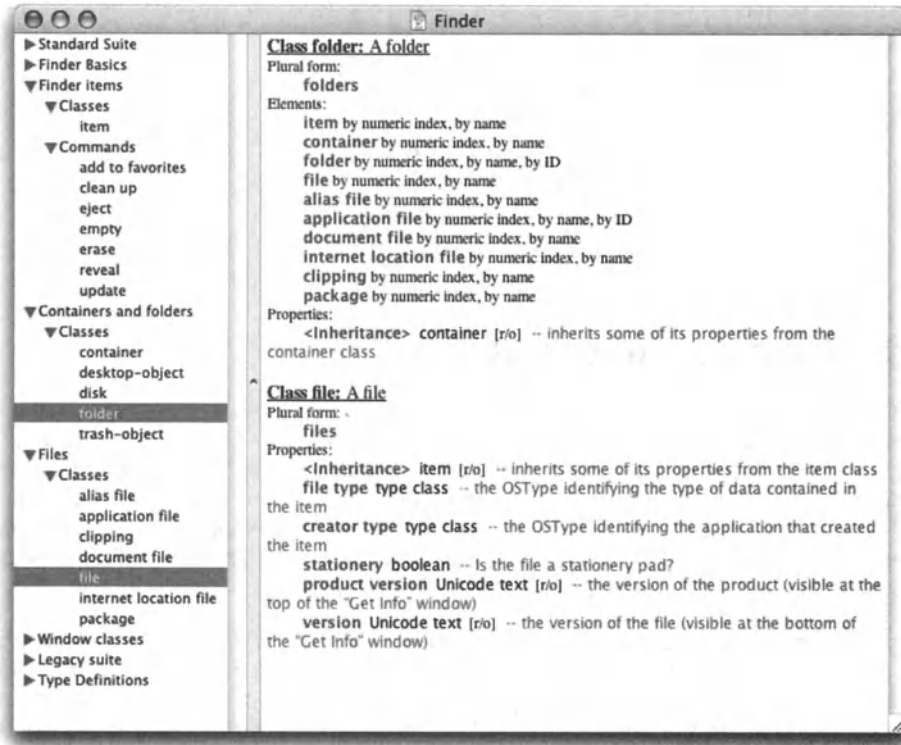 Finder
Standard Suite
Finder Basics
Finder items
Classes
item
Commands
add to favorites
clean up
eject
empty
erase
reveal
update
Containers and folders
Classes
container
desktop-object
disk
folder
trash-object
Files
Classes
alias file
application file
clipping
document file
file
internet location file
package
Window classes
Legacy suite
Type Definitions
Class folder: A folder
Plural form:
folders
Elements:
item by numeric index, by name
container by numeric index, by name
folder by numeric index, by name, by ID
file by numeric index, by name
alias file by numeric index, by name
application file by numeric index, by name, by ID
document file by numeric index, by name
internet location file by numeric index, by name
clipping by numeric index, by name
package by numeric index, by name
Properties:
<Inheritance> container [r/o] -- inherits some of its properties from the
container class
Class file: A file
Plural form:
files
Properties:
<Inheritance> item [r/o] -- inherits some of its properties from the item class
file type type class -- the OSType identifying the type of data contained in
the item
creator type type class -- the OSType identifying the application that created
the item
stationery boolean -- Is the file a stationery pad?
product version Unicode text [r/o] -- the version of the product (visible at the
top of the "Get Info" window)
version Unicode text [r/o] -- the version of the file (visible at the bottom of
the "Get Info" window)